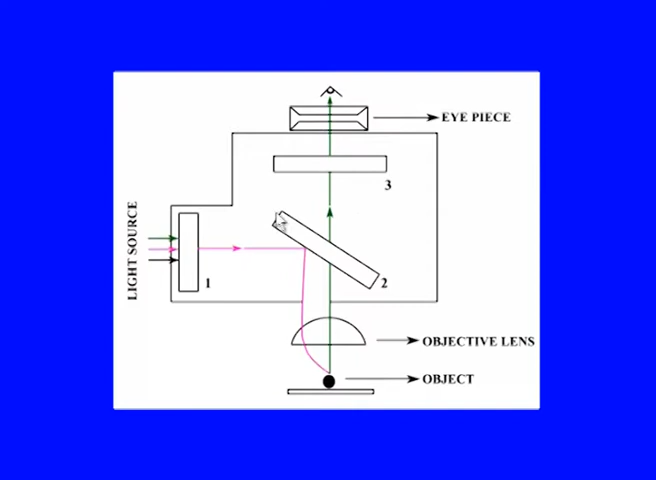 EYE PIECE
3
LIGHT SOURCE
1
2
OBJECTIVE LENS
OBJECT